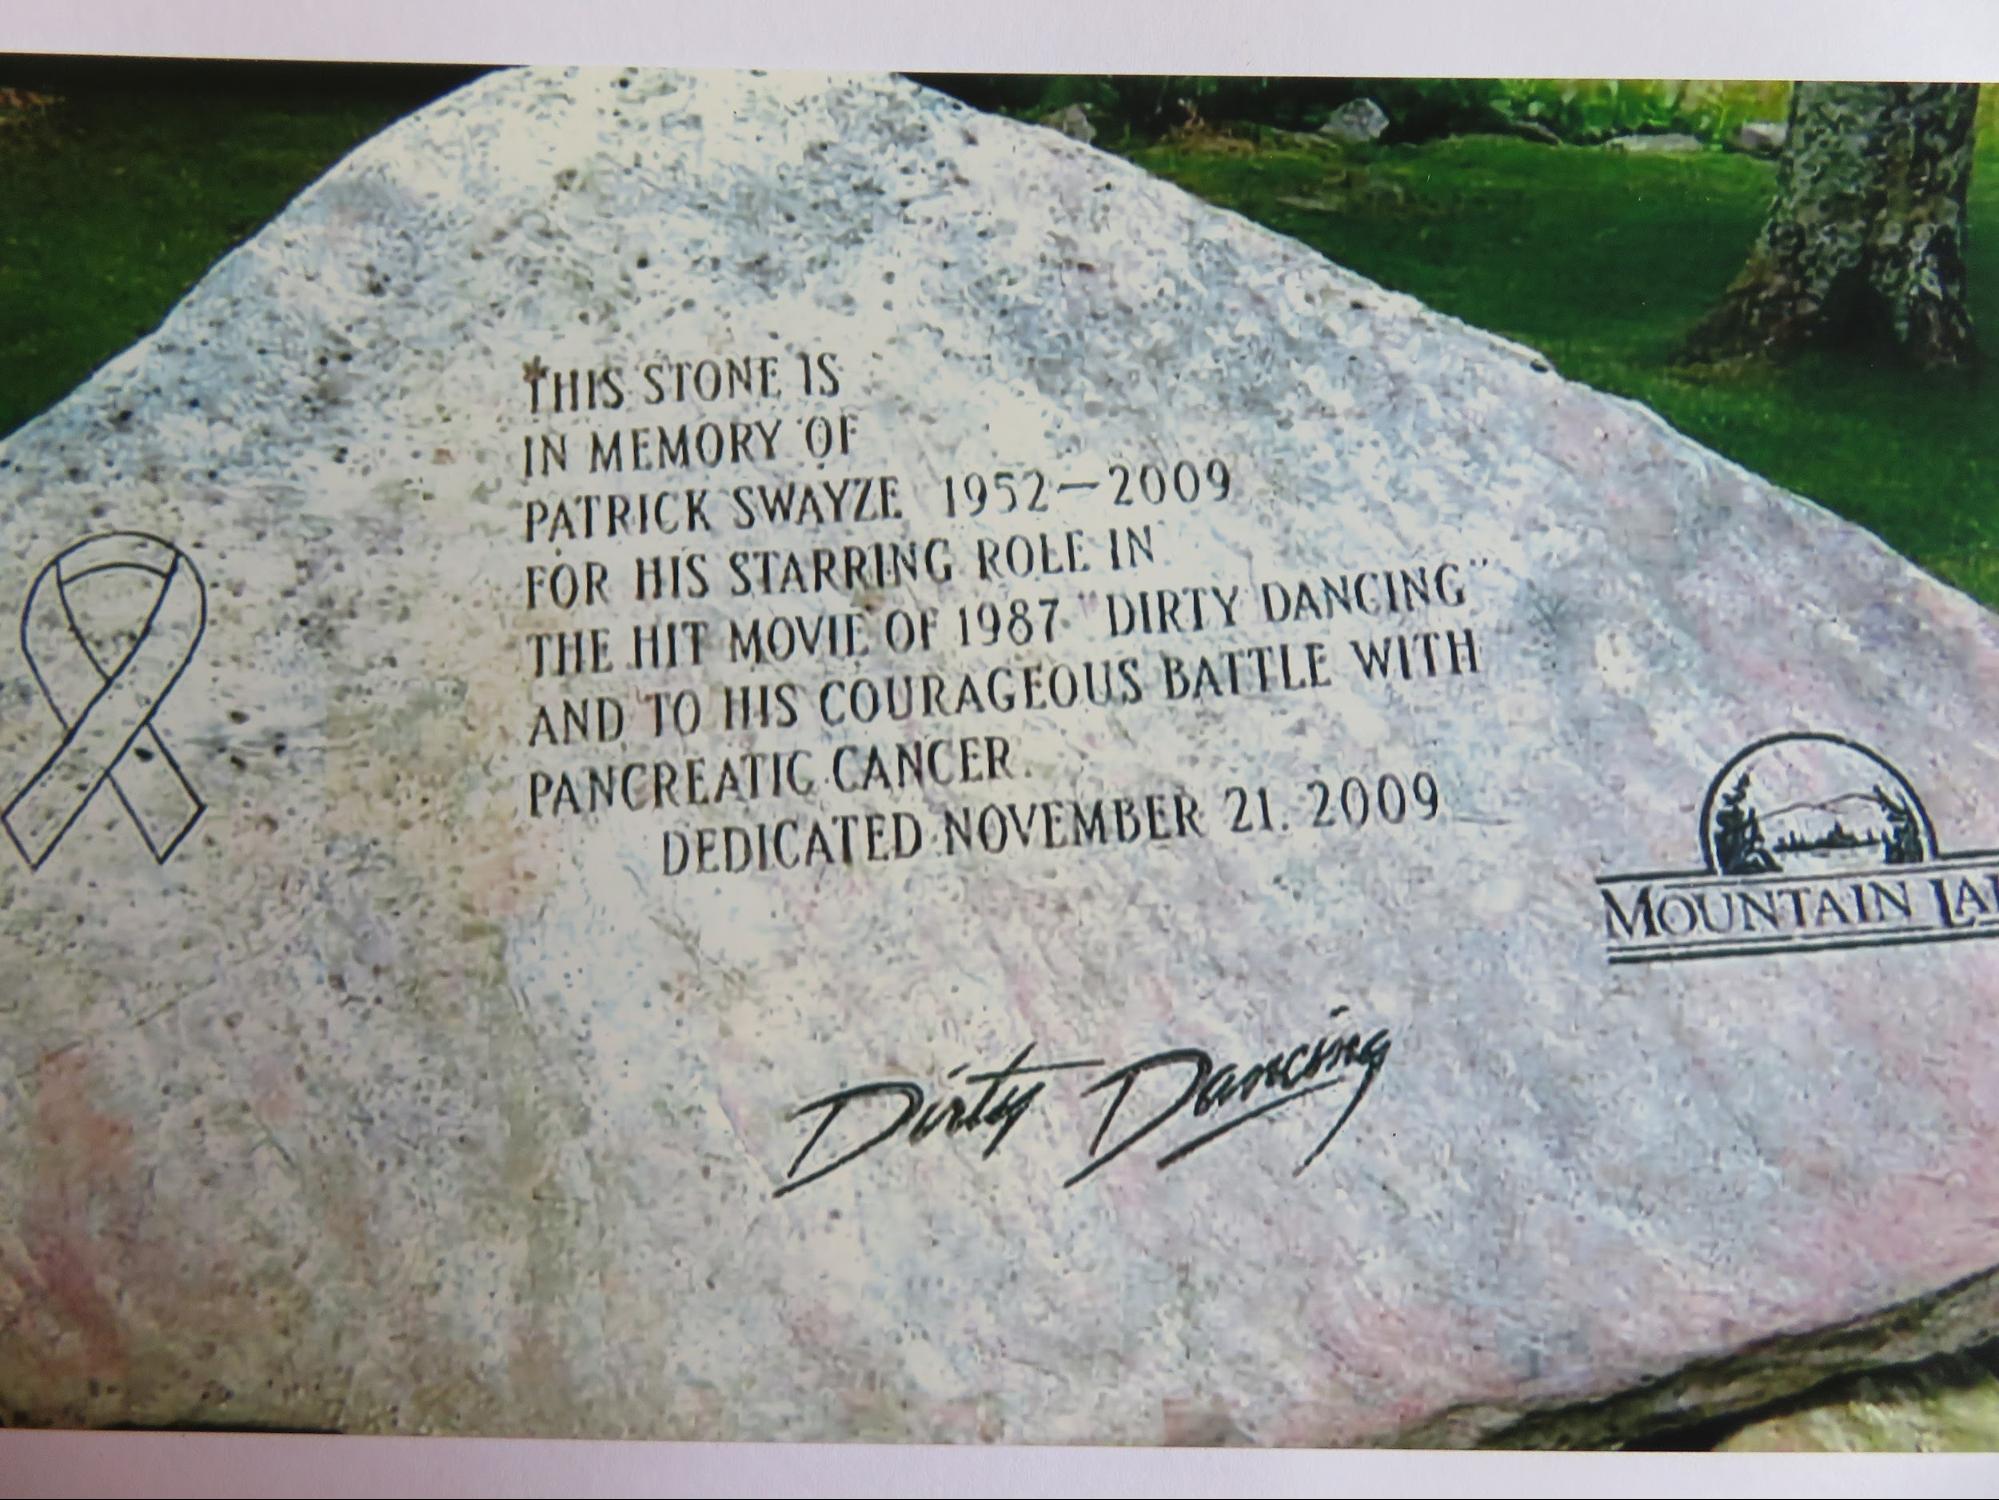 THIS STONE IS
IN MEMORY OF
PATRICK SWAYZE 1952-2009
FOR HIS STARRING ROLE IN
THE HIT MOVIE OF 1987 "DIRTY DANCING"
AND TO HIS COURAGEOUS BATTLE WITH
PANCREATIC CANCER.
DEDICATED NOVEMBER 21. 2009
MOUNTAIN LA
Dirty Dancing